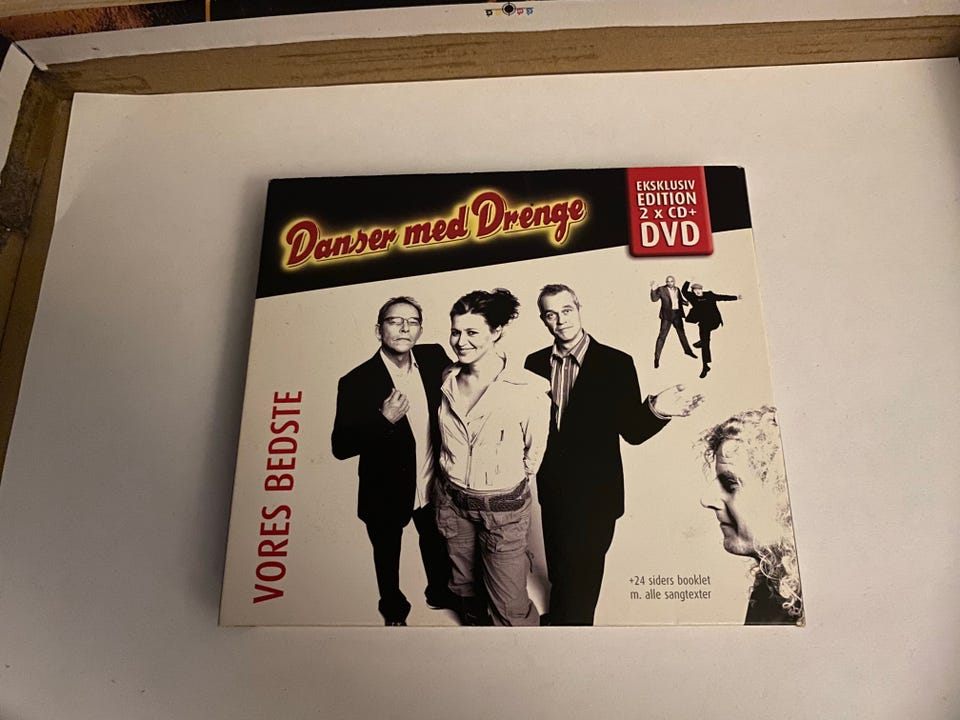 Danser med Drenge
EKSKLUSIV
EDITION
2 x CD+
DVD
VORES BEDSTE
+24 siders booklet
m. alle sangtexter